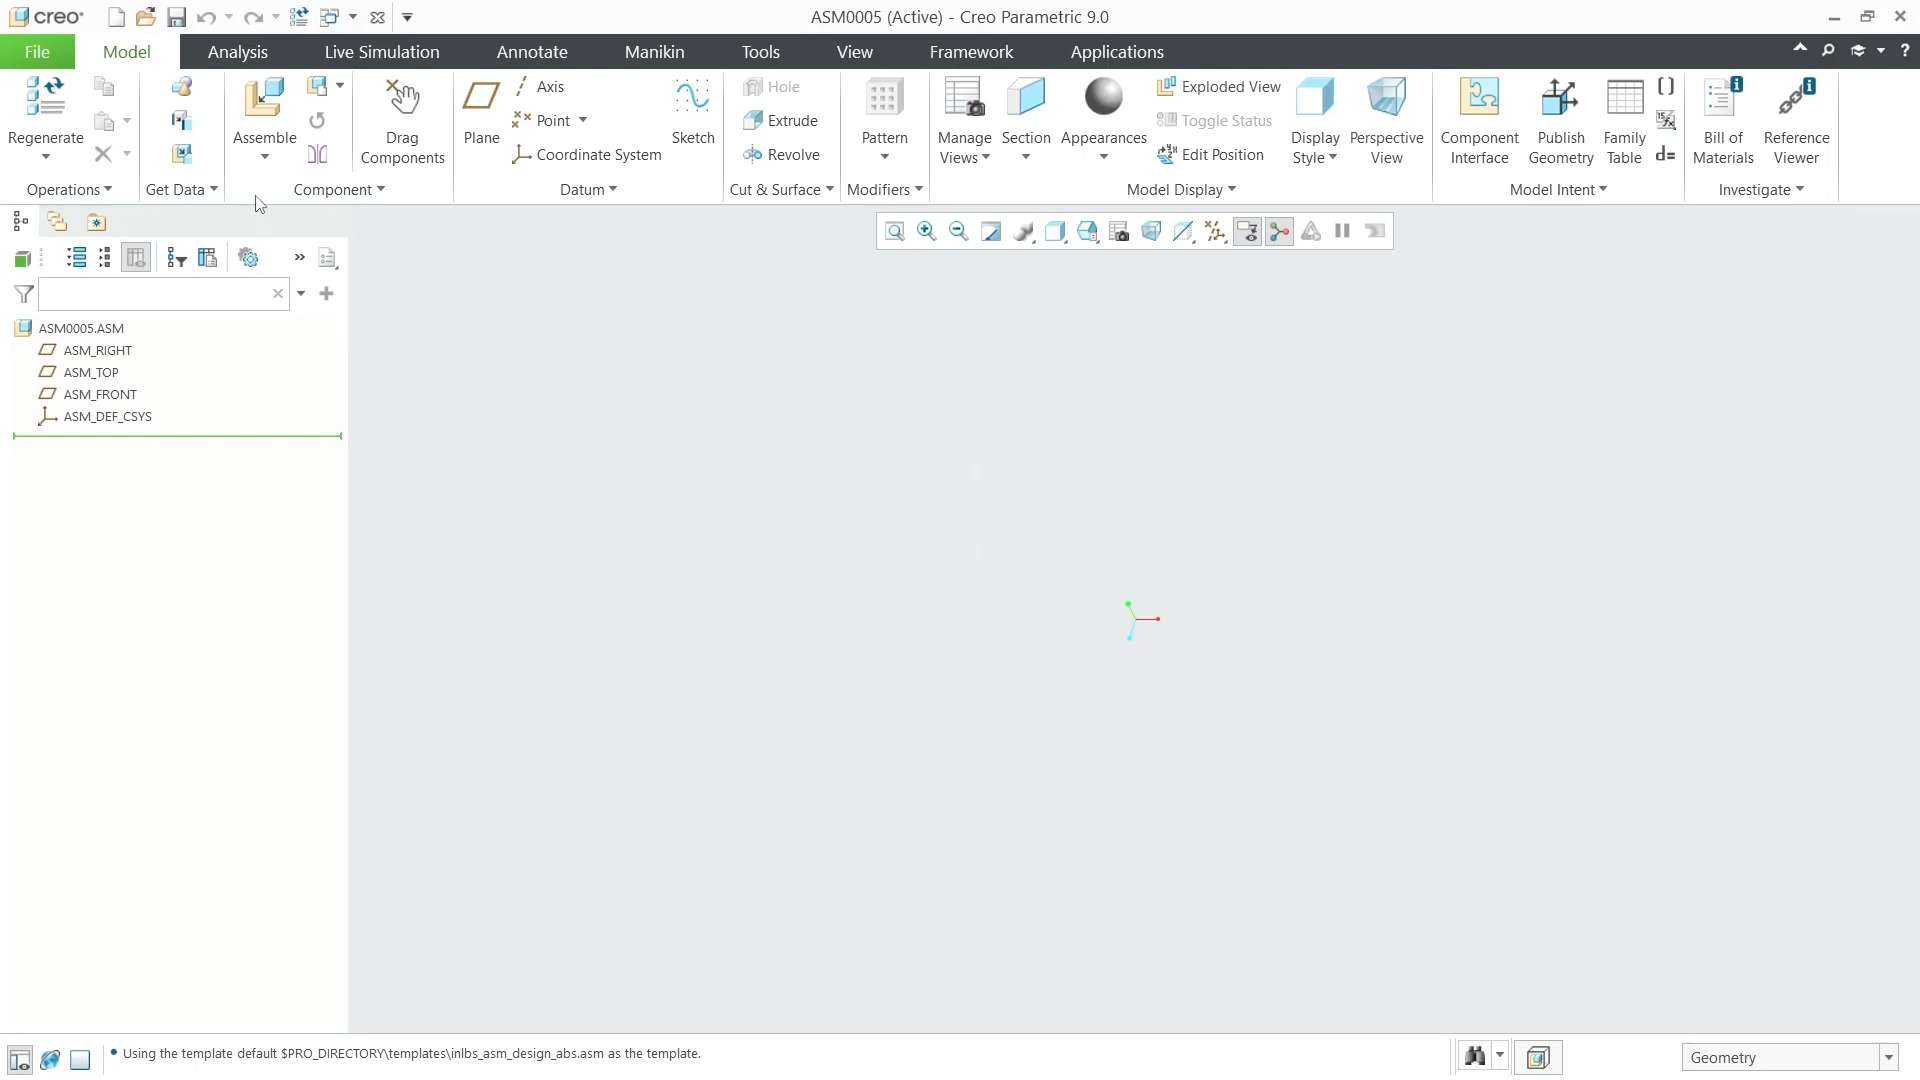 creo
ASM0005 (Active) - Creo Parametric 9.0
File Model Analysis Live Simulation Annotate Manikin Tools View Framework Applications
Regenerate
Operations
Get Data
Assemble
Drag
Components
Component
Plane
Axis
Point
Coordinate System
Sketch
Datum
Hole
Extrude
Revolve
Cut & Surface
Pattern
Modifiers
Manage
Views
Section
Appearances
Exploded View
Toggle Status
Edit Position
Display
Style
Perspective
View
Model Display
Component
Interface
Publish
Geometry
Family
Table
d=
Model Intent
Bill of
Materials
Reference
Viewer
Investigate
ASM0005.ASM
ASM_RIGHT
ASM_TOP
ASM_FRONT
ASM_DEF_CSYS
Using the template default $PRO_DIRECTORY\templates\inlbs_asm_design_abs.asm as the template.
Geometry